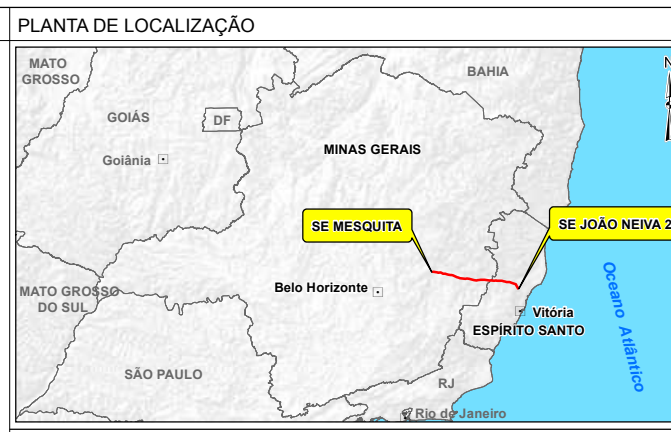 PLANTA DE LOCALIZAÇÃO
MATO
GROSSO
BAHIA
N
GOIÁS
DF
MINAS GERAIS
Goiânia
SE MESQUITA
SE JOÃO NEIVA 2
Belo Horizonte
MATO GROSSO
DO SUL
Oceano Atlântico
Vitória
ESPÍRITO SANTO
SÃO PAULO
RJ
Rio de Janeiro